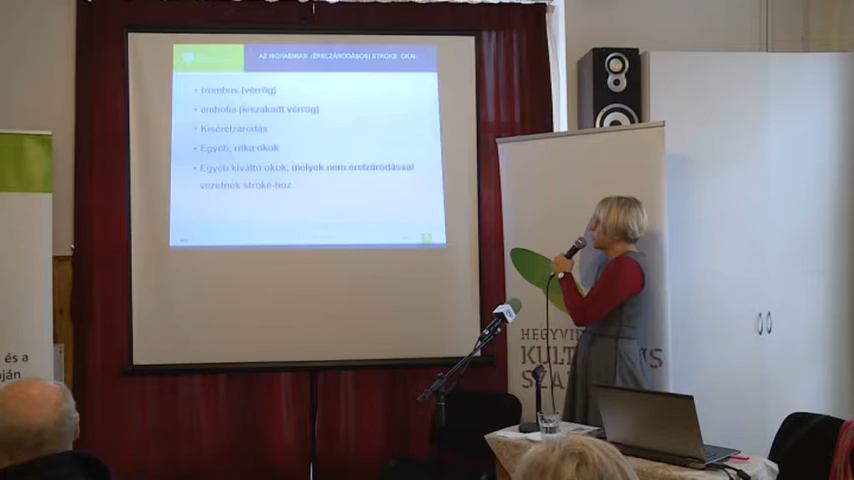 AZ ISCHAEMIÁS (ÉRELZÁRÓDÁSOS) STROKE OKAI
• trombus (vérrög)
• embolia (leszakadt vérrög)
• Kisérelzáródás
• Egyéb, ritka okok
• Egyéb kiváltó okok, melyek nem érelzáródással
vezetnek stroke-hoz
és a
ján
HEGYVID
KULT S
SZA